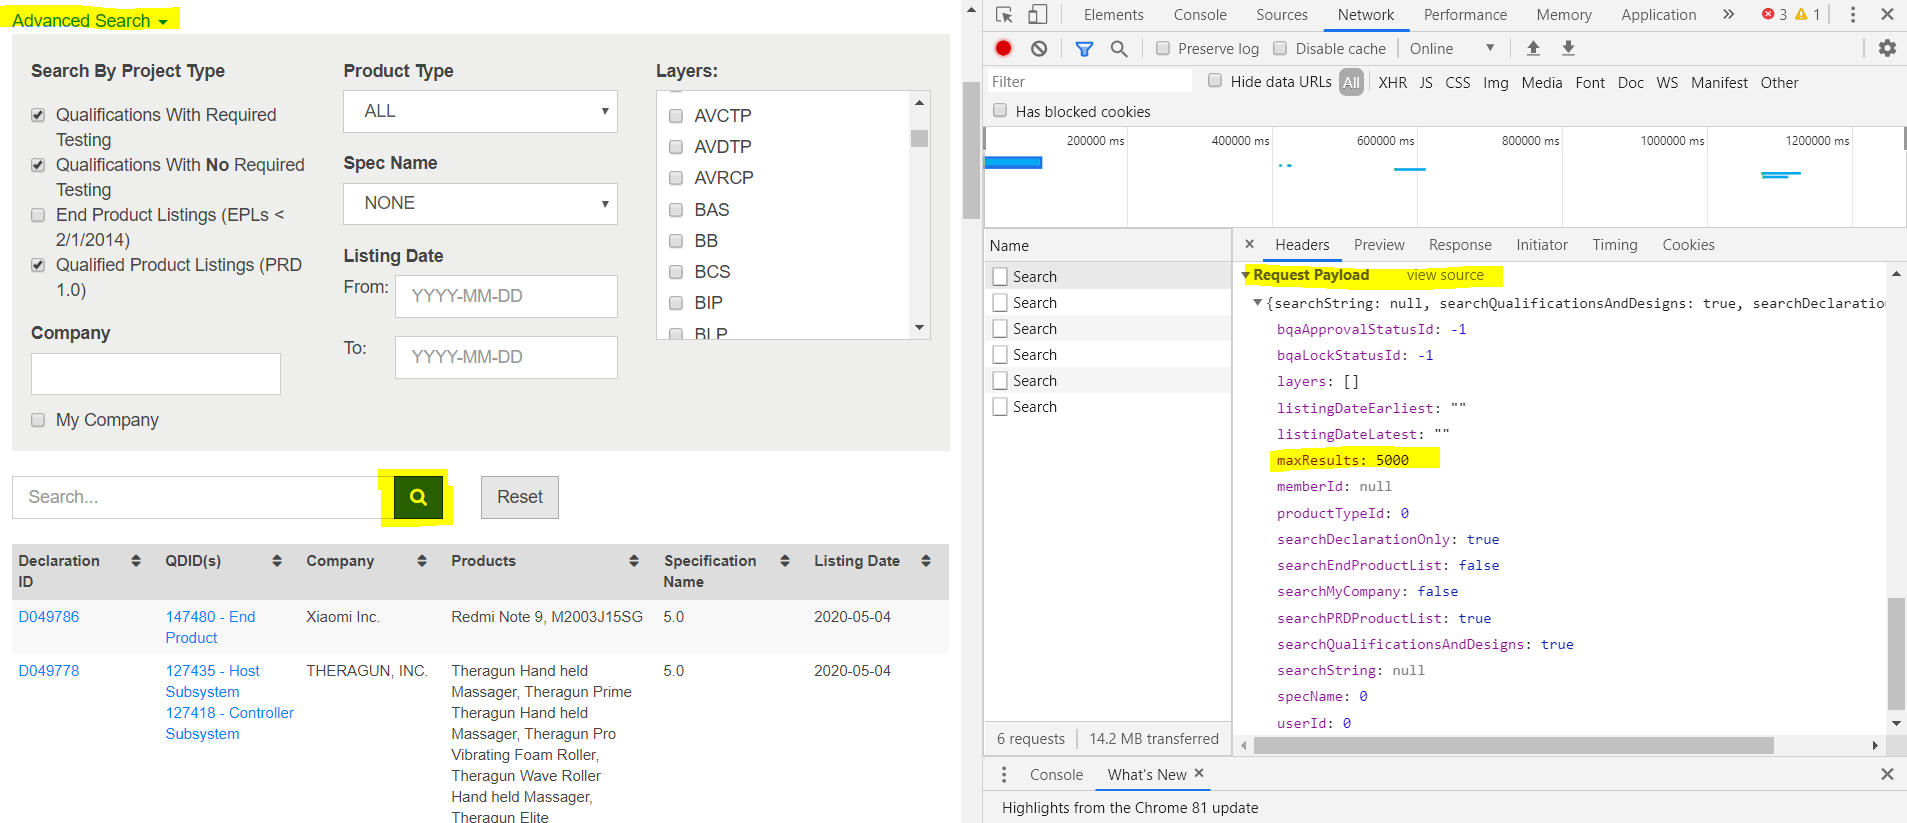 Advanced Search
Search By Project Type
Qualifications With Required
Testing
Qualifications With No Required
Testing
End Product Listings (EPLs <
2/1/2014)
Qualified Product Listings (PRD
1.0)
Company
My Company
Product Type
ALL
Spec Name
NONE
Listing Date
From: YYYY-MM-DD
To: YYYY-MM-DD
Layers:
AVCTP
AVDTP
AVRCP
BAS
BB
BCS
BIP
BLP
Search...
Reset
Declaration ID QDID(s) Company Products Specification Name Listing Date
D049786 147480 - End Product Xiaomi Inc. Redmi Note 9, M2003J15SG 5.0 2020-05-04
D049778
127435 - Host
Subsystem
127418 - Controller
Subsystem
THERAGUN, INC.
Theragun Hand held
Massager, Theragun Prime
Theragun Hand held
Massager, Theragun Pro
Vibrating Foam Roller,
Theragun Wave Roller
Hand held Massager,
Theragun Elite
5.0
2020-05-04
Elements Console Sources Network Performance Memory Application » 3 1
Preserve log Disable cache Online
Filter Hide data URLs All XHR JS CSS Img Media Font Doc WS Manifest Other
Has blocked cookies
200000 ms 400000 ms 600000 ms 800000 ms 1000000 ms 1200000 ms
Name
Search
Search
Search
Search
Search
Search
6 requests 14.2 MB transferred
× Headers Preview Response Initiator Timing Cookies
Request Payload view source
{searchString: null, searchQualificationsAndDesigns: true, searchDeclaratio
bqaApprovalStatusId: -1
bqaLockStatusId: -1
layers: []
listingDateEarliest: ""
listingDateLatest: ""
maxResults: 5000
memberId: null
productTypeId: 0
searchDeclarationOnly: true
searchEndProductList: false
searchMyCompany: false
searchPRDProductList: true
searchQualificationsAndDesigns: true
searchString: null
specName: 0
userId: 0
Console What's New ×
Highlights from the Chrome 81 update